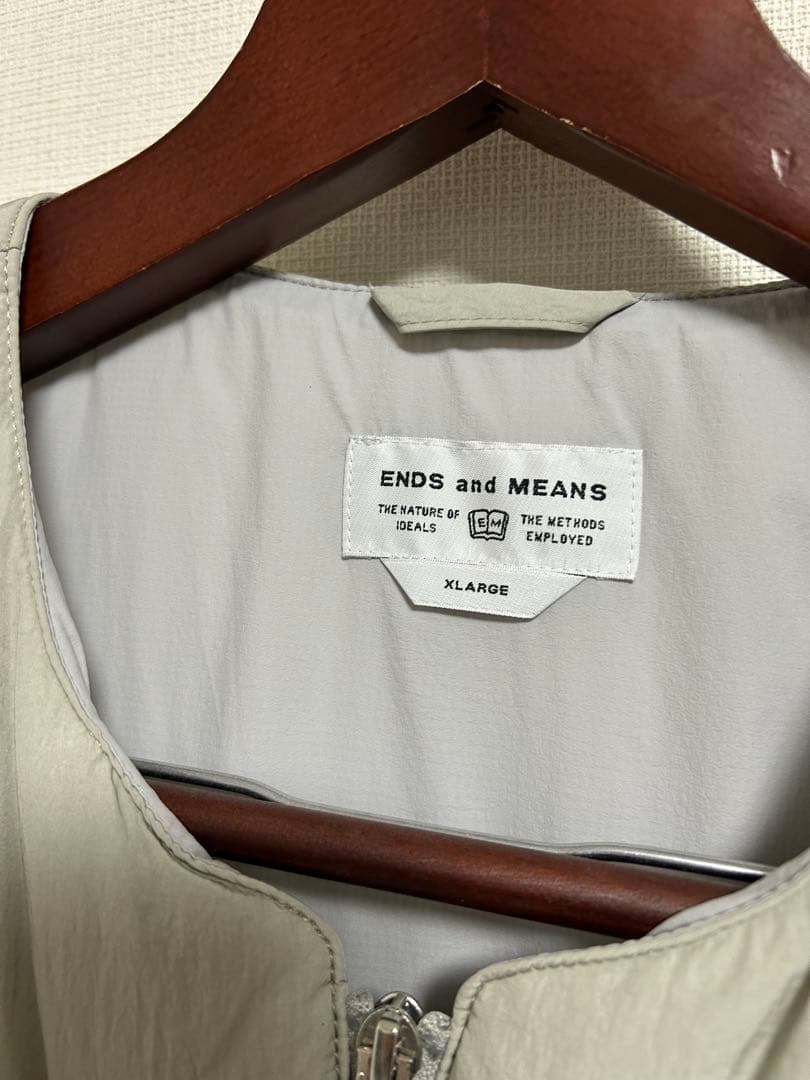 ENDS and MEANS
THE NATURE OF
IDEALS
EM
THE METHODS
EMPLOYED
XLARGE